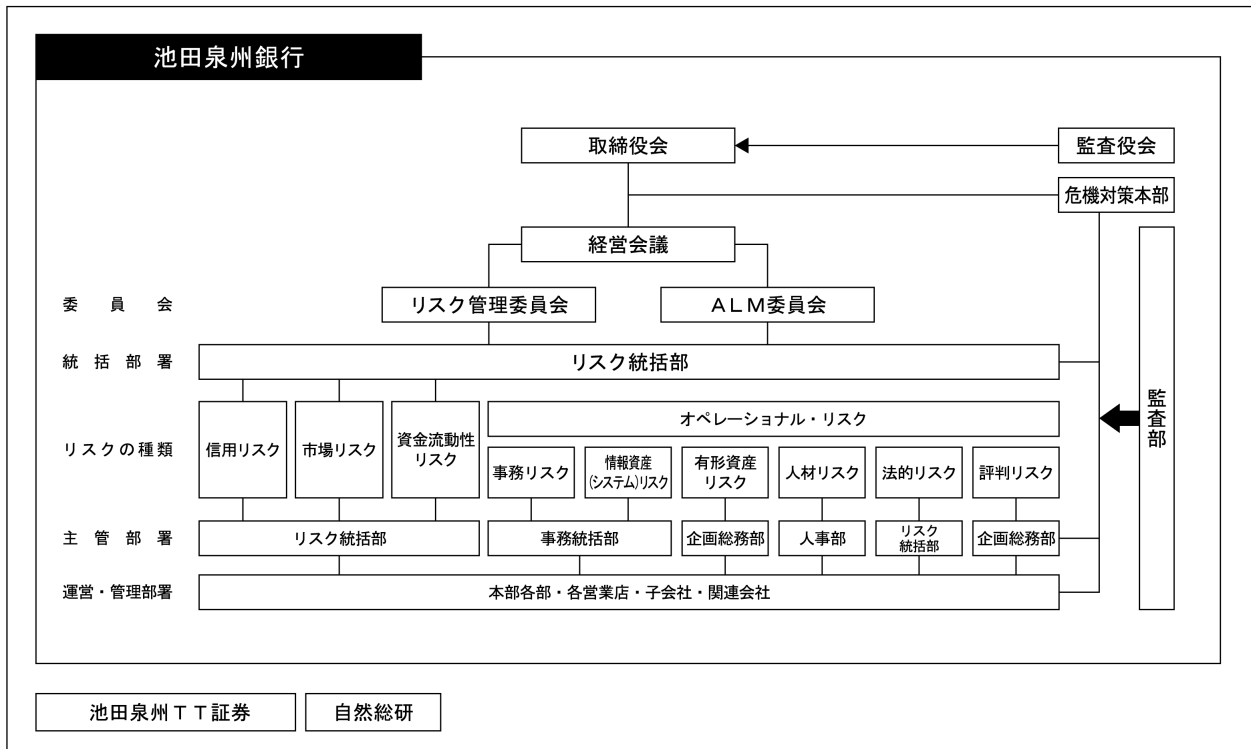 池田泉州銀行
取締役会
監査役会
危機対策本部
経営会議
委員会
リスク管理委員会
ＡＬＭ委員会
統括部署
リスク統括部
監査部
リスクの種類
信用リスク
市場リスク
資金流動性
リスク
オペレーショナル・リスク
事務リスク
情報資産
(システム)リスク
有形資産
リスク
人材リスク
法的リスク
評判リスク
主管部署
リスク統括部
事務統括部
企画総務部
人事部
リスク
統括部
企画総務部
運営・管理部署
本部各部・各営業店・子会社・関連会社
池田泉州ＴＴ証券
自然総研